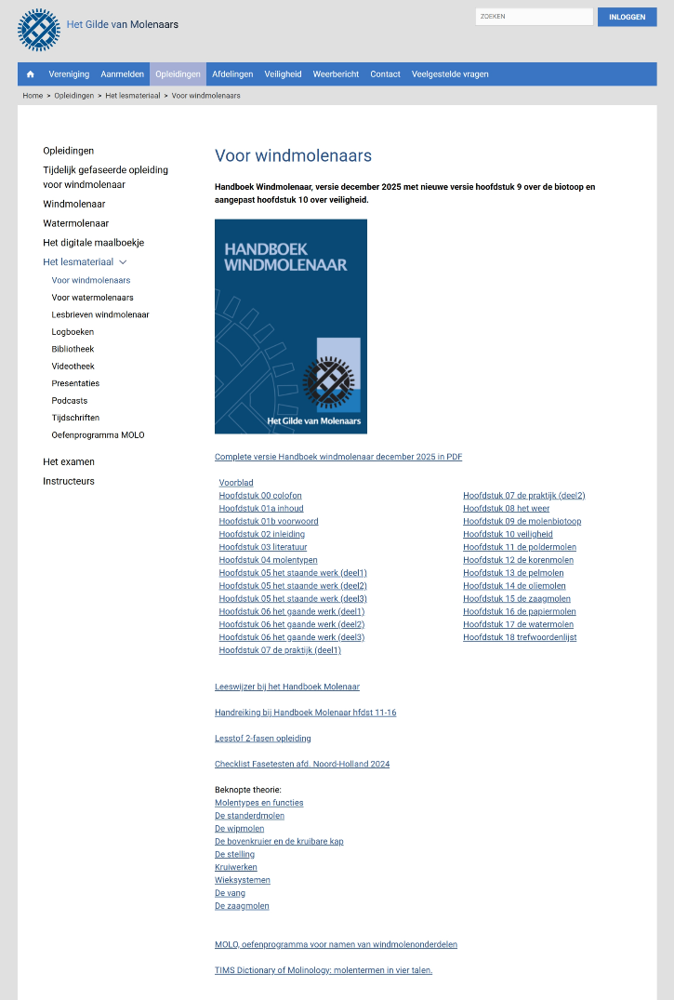 Het Gilde van Molenaars
ZOEKEN
INLOGGEN
Vereniging Aanmelden Opleidingen Afdelingen Veiligheid Weerbericht Contact Veelgestelde vragen
Home > Opleidingen > Het lesmateriaal > Voor windmolenaars
Opleidingen
Tijdelijk gefaseerde opleiding
voor windmolenaar
Windmolenaar
Watermolenaar
Het digitale maalboekje
Het lesmateriaal
Voor windmolenaars
Voor watermolenaars
Lesbrieven windmolenaar
Logboeken
Bibliotheek
Videotheek
Presentaties
Podcasts
Tijdschriften
Oefenprogramma MOLO
Het examen
Instructeurs
Voor windmolenaars
Handboek Windmolenaar, versie december 2025 met nieuwe versie hoofdstuk 9 over de biotoop en
aangepast hoofdstuk 10 over veiligheid.
HANDBOEK
WINDMOLENAAR
Het Gilde van Molenaars
Complete versie Handboek windmolenaar december 2025 in PDF
Voorblad
Hoofdstuk 00 colofon
Hoofdstuk 01a inhoud
Hoofdstuk 01b voorwoord
Hoofdstuk 02 inleiding
Hoofdstuk 03 literatuur
Hoofdstuk 04 molentypen
Hoofdstuk 05 het staande werk (deel1)
Hoofdstuk 05 het staande werk (deel2)
Hoofdstuk 05 het staande werk (deel3)
Hoofdstuk 06 het gaande werk (deel1)
Hoofdstuk 06 het gaande werk (deel2)
Hoofdstuk 06 het gaande werk (deel3)
Hoofdstuk 07 de praktijk (deel1)
Hoofdstuk 07 de praktijk (deel2)
Hoofdstuk 08 het weer
Hoofdstuk 09 de molenbiotoop
Hoofdstuk 10 veiligheid
Hoofdstuk 11 de poldermolen
Hoofdstuk 12 de korenmolen
Hoofdstuk 13 de pelmolen
Hoofdstuk 14 de oliemolen
Hoofdstuk 15 de zaagmolen
Hoofdstuk 16 de papiermolen
Hoofdstuk 17 de watermolen
Hoofdstuk 18 trefwoordenlijst
Leeswijzer bij het Handboek Molenaar
Handreiking bij Handboek Molenaar hfdst 11-16
Lesstof 2-fasen opleiding
Checklist Fasetesten afd. Noord-Holland 2024
Beknopte theorie:
Molentypes en functies
De standerdmolen
De wipmolen
De bovenkruier en de kruibare kap
De stelling
Kruiwerken
Wieksystemen
De vang
De zaagmolen
MOLO, oefenprogramma voor namen van windmolenonderdelen
TIMS Dictionary of Molinology: molentermen in vier talen.